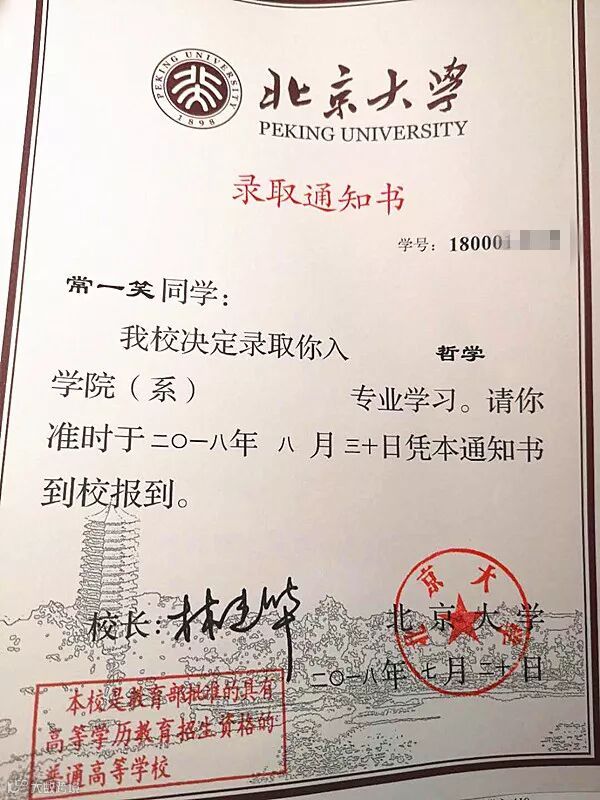 PEKING UNIVERSITY
1898
北京大学
PEKING UNIVERSITY
录取通知书
学号：18000
常一笑同学：
我校决定录取你入 哲学
学院（系） 专业学习。请你
准时于二〇一八年 八 月 三十日凭本通知书
到校报到。
校长：林建华
北京大学
北京大学
二〇一八年 七 月 二十 日
本校是教育部批准的具有
高等学历教育招生资格的
普通高等学校
大眼跨境